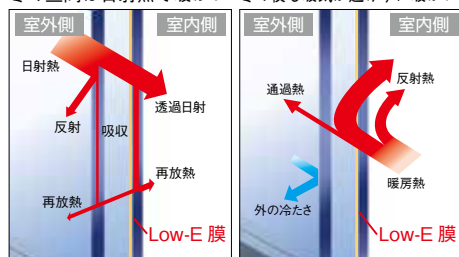 室外側
室内側
日射熱
透過日射
反射
吸収
再放熱
再放熱
Low-E 膜
室外側
室内側
通過熱
反射熱
暖房熱
外の冷たさ
Low-E 膜